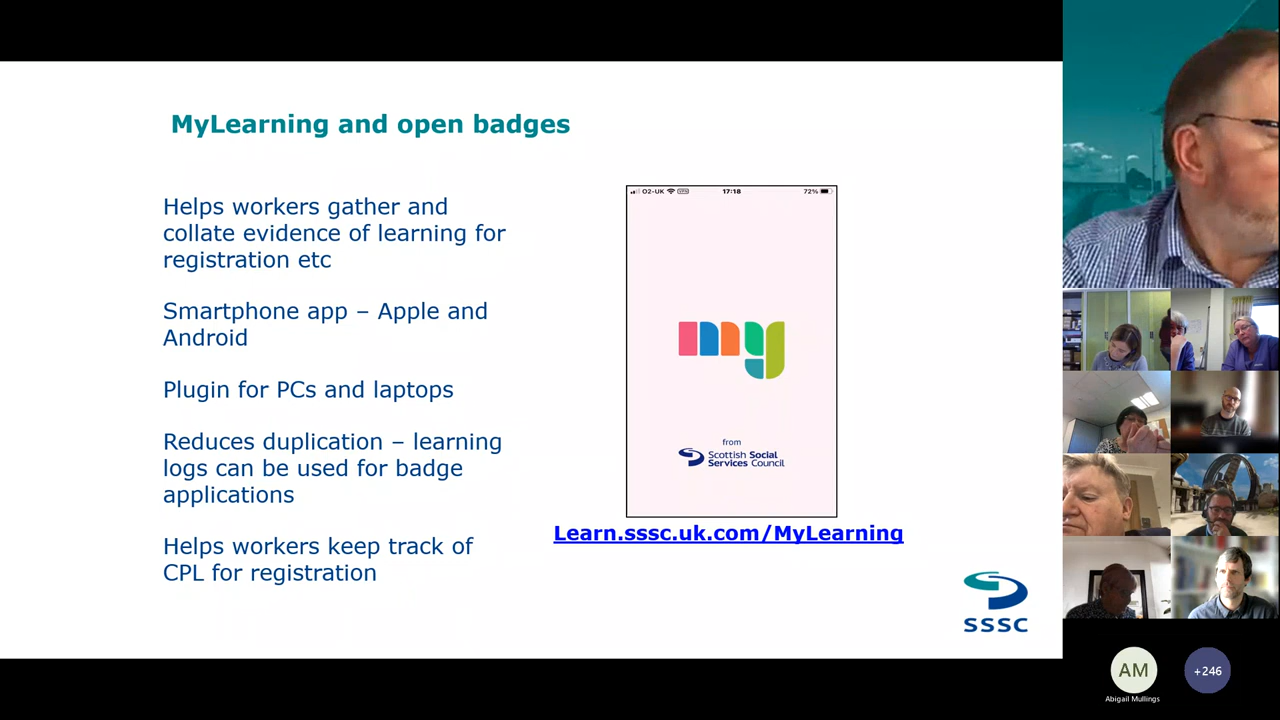 MyLearning and open badges
Helps workers gather and
collate evidence of learning for
registration etc
Smartphone app – Apple and
Android
Plugin for PCs and laptops
Reduces duplication – learning
logs can be used for badge
applications
Helps workers keep track of
CPL for registration
O2-UK
17:18
72%
my
from
Scottish Social
Services Council
Learn.sssc.uk.com/MyLearning
SSSC
AM
+246
Abigail Mullings